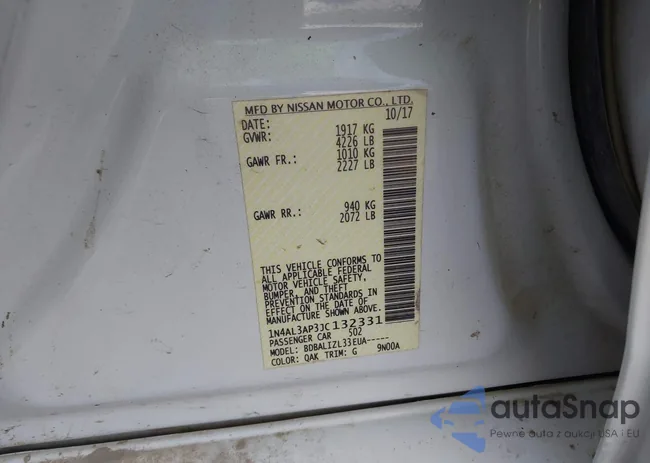 MFD BY NISSAN MOTOR CO., LTD.
DATE: 10/17
GVWR: 1917 KG
4226 LB
GAWR FR.: 1010 KG
2227 LB
GAWR RR.: 940 KG
2072 LB
THIS VEHICLE CONFORMS TO
ALL APPLICABLE FEDERAL
MOTOR VEHICLE SAFETY,
BUMPER, AND THEFT
PREVENTION STANDARDS IN
EFFECT ON THE DATE OF
MANUFACTURE SHOWN ABOVE.
1N4AL3AP3JC132331
PASSENGER CAR 502
MODEL: BDBALIZL33EUA-----
COLOR: QAK TRIM: G 9N00A
autaSnap
Pewne auta z aukcji USA i EU